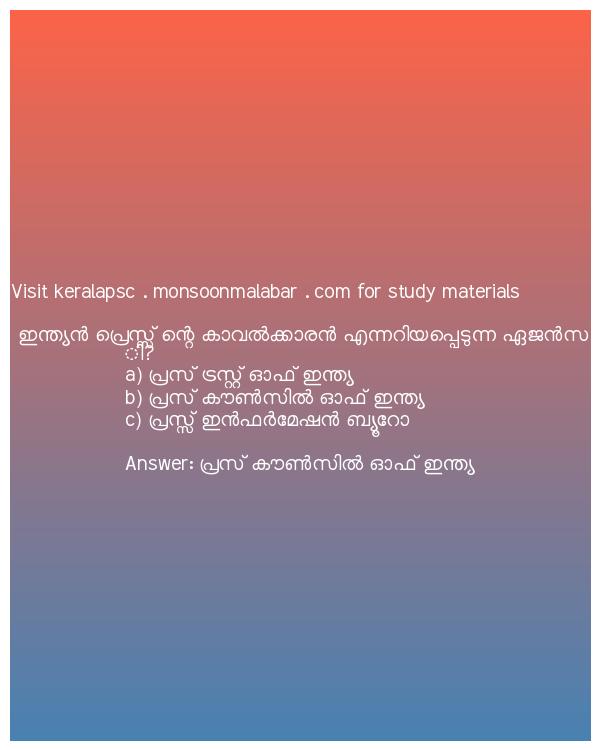 Visit keralapsc . monsoonmalabar . com for study materials
ഇന്ത്യൻ പ്രെസ്സ് ന്റെ കാവൽക്കാരൻ എന്നറിയപ്പെടുന്ന ഏജൻസ
ി?
a) പ്രസ് ട്രസ്റ്റ് ഓഫ് ഇന്ത്യ
b) പ്രസ് കൗൺസിൽ ഓഫ് ഇന്ത്യ
c) പ്രസ്സ് ഇൻഫർമേഷൻ ബ്യൂറോ
Answer: പ്രസ് കൗൺസിൽ ഓഫ് ഇന്ത്യ